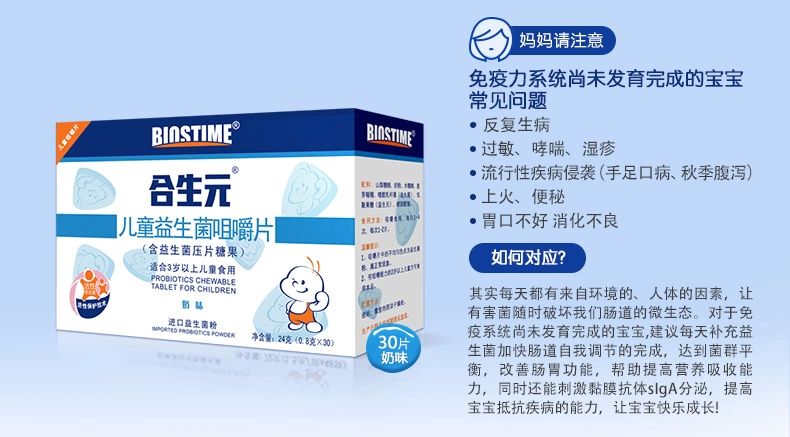 儿童咀嚼片
BIOSTIME®
合生元®
儿童益生菌咀嚼片
(含益生菌压片糖果)
适合3岁以上儿童食用
PROBIOTICS CHEWABLE
TABLET FOR CHILDREN
奶味
进口益生菌粉
IMPORTED PROBIOTICS POWDER
净含量：24克（0.8克×30）
BIOSTIME®
30片
奶味
妈妈请注意
免疫力系统尚未发育完成的宝宝
常见问题
• 反复生病
• 过敏、哮喘、湿疹
• 流行性疾病侵袭（手足口病、秋季腹泻）
• 上火、便秘
• 胃口不好 消化不良
如何对应?
其实每天都有来自环境的、人体的因素，让
有害菌随时破坏我们肠道的微生态。对于免
疫系统尚未发育完成的宝宝,建议每天补充益
生菌加快肠道自我调节的完成，达到菌群平
衡，改善肠胃功能，帮助提高营养吸收能
力，同时还能刺激黏膜抗体sIgA分泌，提高
宝宝抵抗疾病的能力，让宝宝快乐成长!